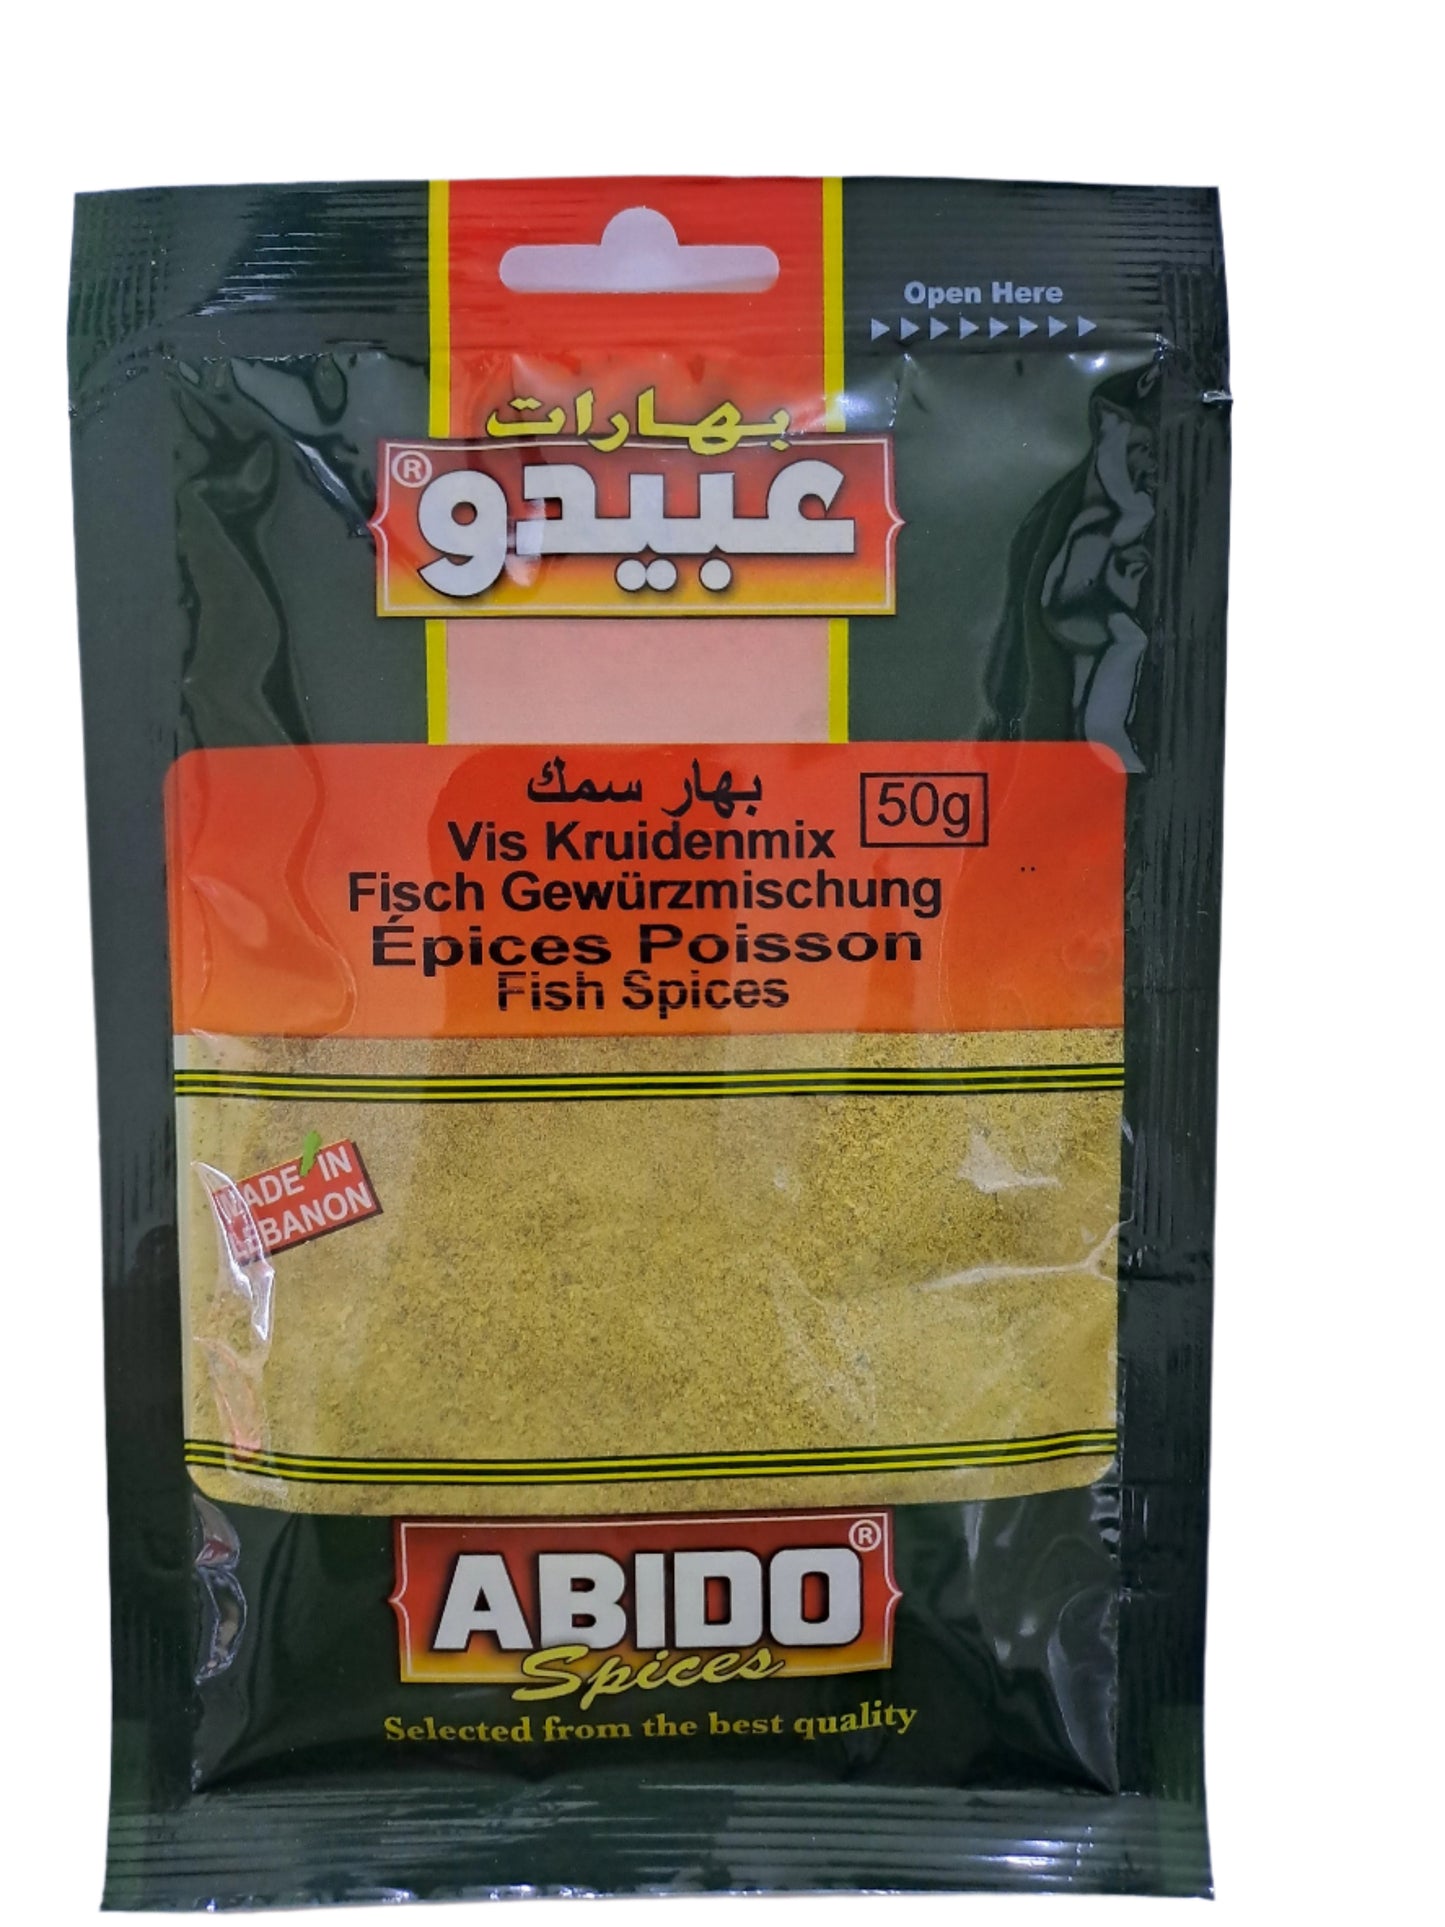 Open Here
بهارات
عبيدو®
بهار سمك
50g
Vis Kruidenmix
Fisch Gewürzmischung
Épices Poisson
Fish Spices
MADE IN
LEBANON
ABIDO®
Spices
Selected from the best quality